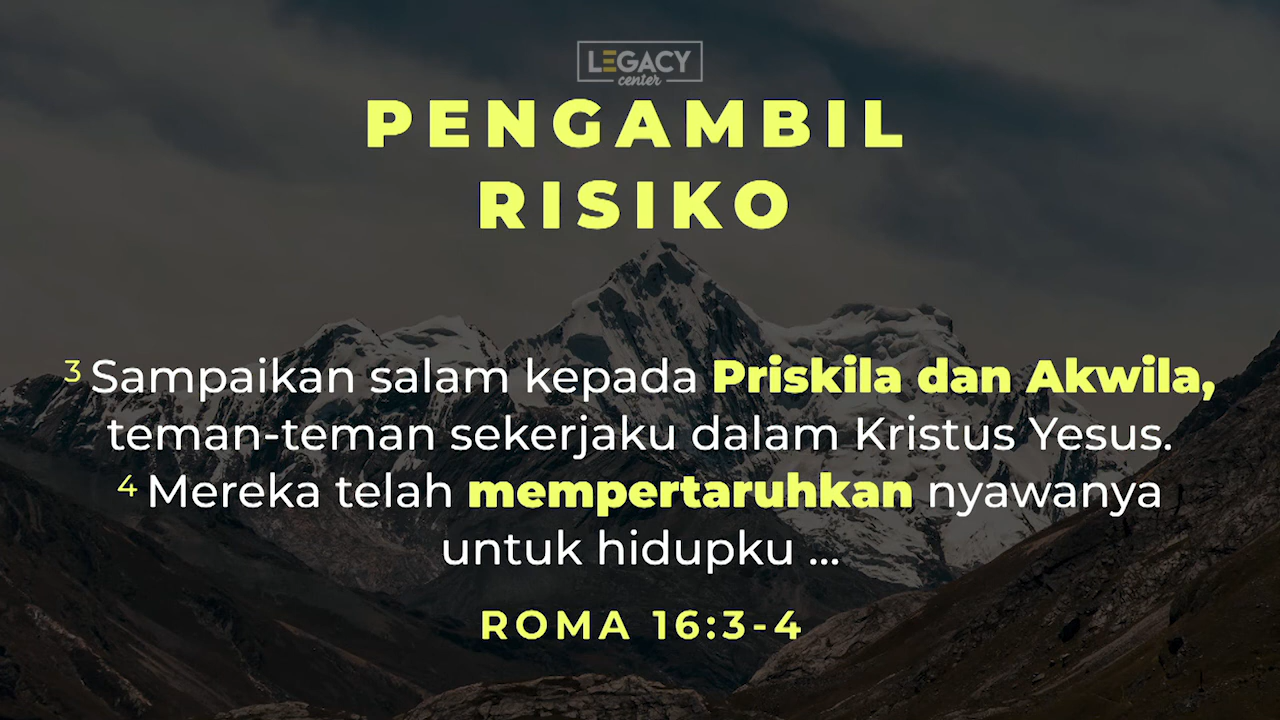 LEGACY
center
PENGAMBIL
RISIKO
3 Sampaikan salam kepada Priskila dan Akwila,
teman-teman sekerjaku dalam Kristus Yesus.
4 Mereka telah mempertaruhkan nyawanya
untuk hidupku ...
ROMA 16:3-4